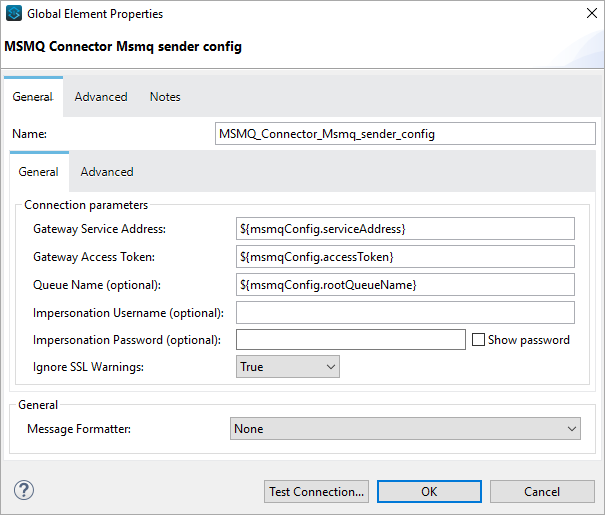 Global Element Properties
MSMQ Connector Msmq sender config
General Advanced Notes
Name: MSMQ_Connector_Msmq_sender_config
General Advanced
Connection parameters
Gateway Service Address: ${msmqConfig.serviceAddress}
Gateway Access Token: ${msmqConfig.accessToken}
Queue Name (optional): ${msmqConfig.rootQueueName}
Impersonation Username (optional):
Impersonation Password (optional): Show password
Ignore SSL Warnings: True
General
Message Formatter: None
? Test Connection... OK Cancel